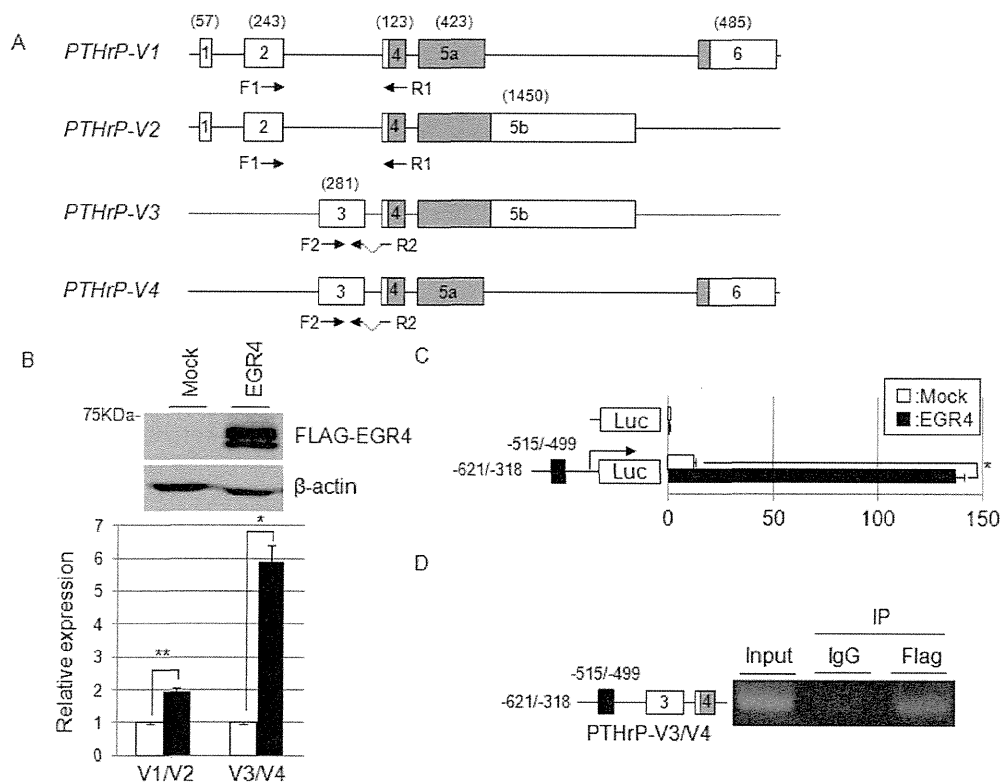 A
(57) (243) (123) (423) (485)
PTHrP-V1 1 2 4 5a 6
F1 R1
(1450)
PTHrP-V2 1 2 4 5b
F1 R1
(281)
PTHrP-V3 3 4 5b
F2 R2
PTHrP-V4 3 4 5a 6
F2 R2
B
Mock EGR4
75KDa-
FLAG-EGR4
β-actin
Relative expression
7
6
5
4
3
2
1
0
**
*
V1/V2 V3/V4
C
:Mock
:EGR4
Luc
-515/-499
-621/-318 Luc
*
0 50 100 150
D
IP
Input IgG Flag
-515/-499
-621/-318 3 4
PTHrP-V3/V4